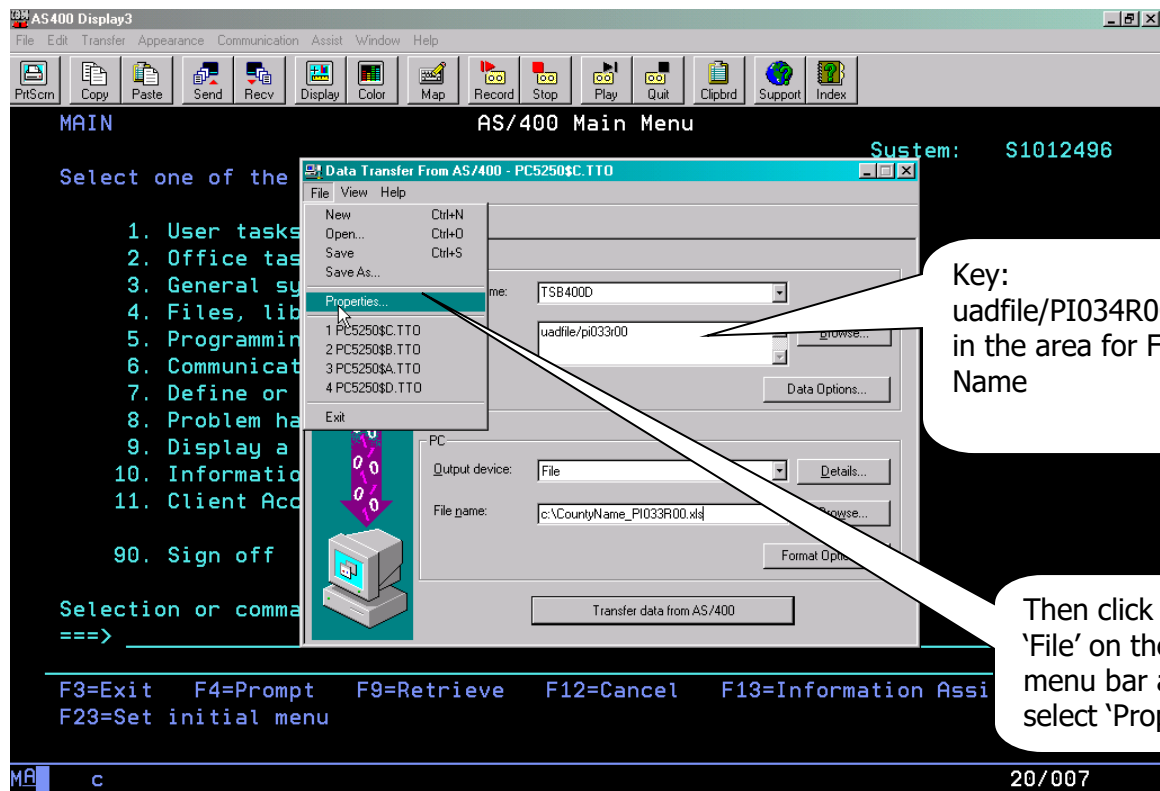 AS400 Display3
File Edit Transfer Appearance Communication Assist Window Help
PrtScrn Copy Paste Send Recv Display Color Map Record Stop Play Quit Clipbrd Support Index
MAIN AS/400 Main Menu
System: S1012496
Select one of the
1. User tasks
2. Office tas
3. General sy
4. Files, lib
5. Programmin
6. Communicat
7. Define or
8. Problem ha
9. Display a
10. Informatio
11. Client Acc
90. Sign off
Selection or comma
===>
F3=Exit F4=Prompt F9=Retrieve F12=Cancel F13=Information Assi
F23=Set initial menu
MA c 20/007
Data Transfer From AS/400 - PC5250$C.TTO
File View Help
New Ctrl+N
Open... Ctrl+O
Save Ctrl+S
Save As...
Properties...
1 PC5250$C.TTO
2 PC5250$B.TTO
3 PC5250$A.TTO
4 PC5250$D.TTO
Exit
me: TSB400D
uadfile/pi033r00 Browse...
Data Options...
PC
Output device: File Details...
File name: c:\CountyName_PI033R00.xls Browse...
Format Opti
Transfer data from AS/400
Key:
uadfile/PI034R0
in the area for F
Name
Then click
‘File’ on the
menu bar a
select ‘Prop